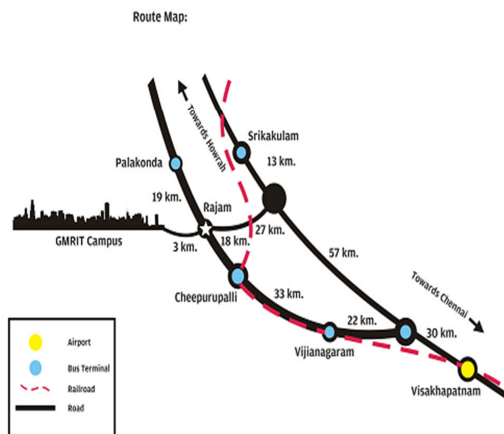 Route Map:
Towards Howrah
Srikakulam
13 km.
Palakonda
19 km.
Rajam
GMRIT Campus
3 km.
18 km.
27 km.
57 km.
Cheepurupalli
33 km.
Towards Chennai
22 km.
30 km.
Vijianagaram
Visakhapatnam
Airport
Bus Terminal
Railroad
Road